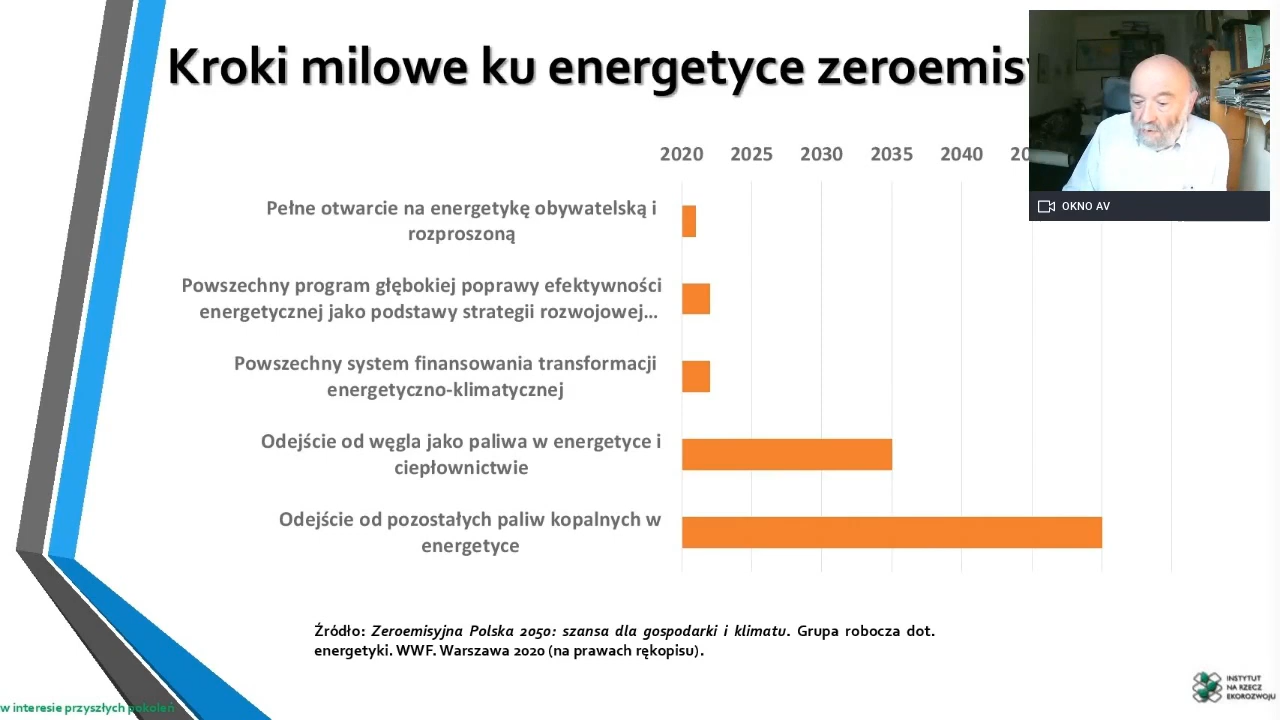 Kroki milowe ku energetyce
2020 2025 2030 2035 2040
OKNO AV
Pełne otwarcie na energetykę obywatelską i
rozproszoną
Powszechny program głębokiej poprawy efektywności
energetycznej jako podstawy strategii rozwojowej...
Powszechny system finansowania transformacji
energetyczno-klimatycznej
Odejście od węgla jako paliwa w energetyce i
ciepłownictwie
Odejście od pozostałych paliw kopalnych w
energetyce
Źródło: Zeroemisyjna Polska 2050: szansa dla gospodarki i klimatu. Grupa robocza dot.
energetyki. WWF. Warszawa 2020 (na prawach rękopisu).
INSTYTUT
NA RZECZ
EKOROZWOJU
w interesie przyszłych pokoleń